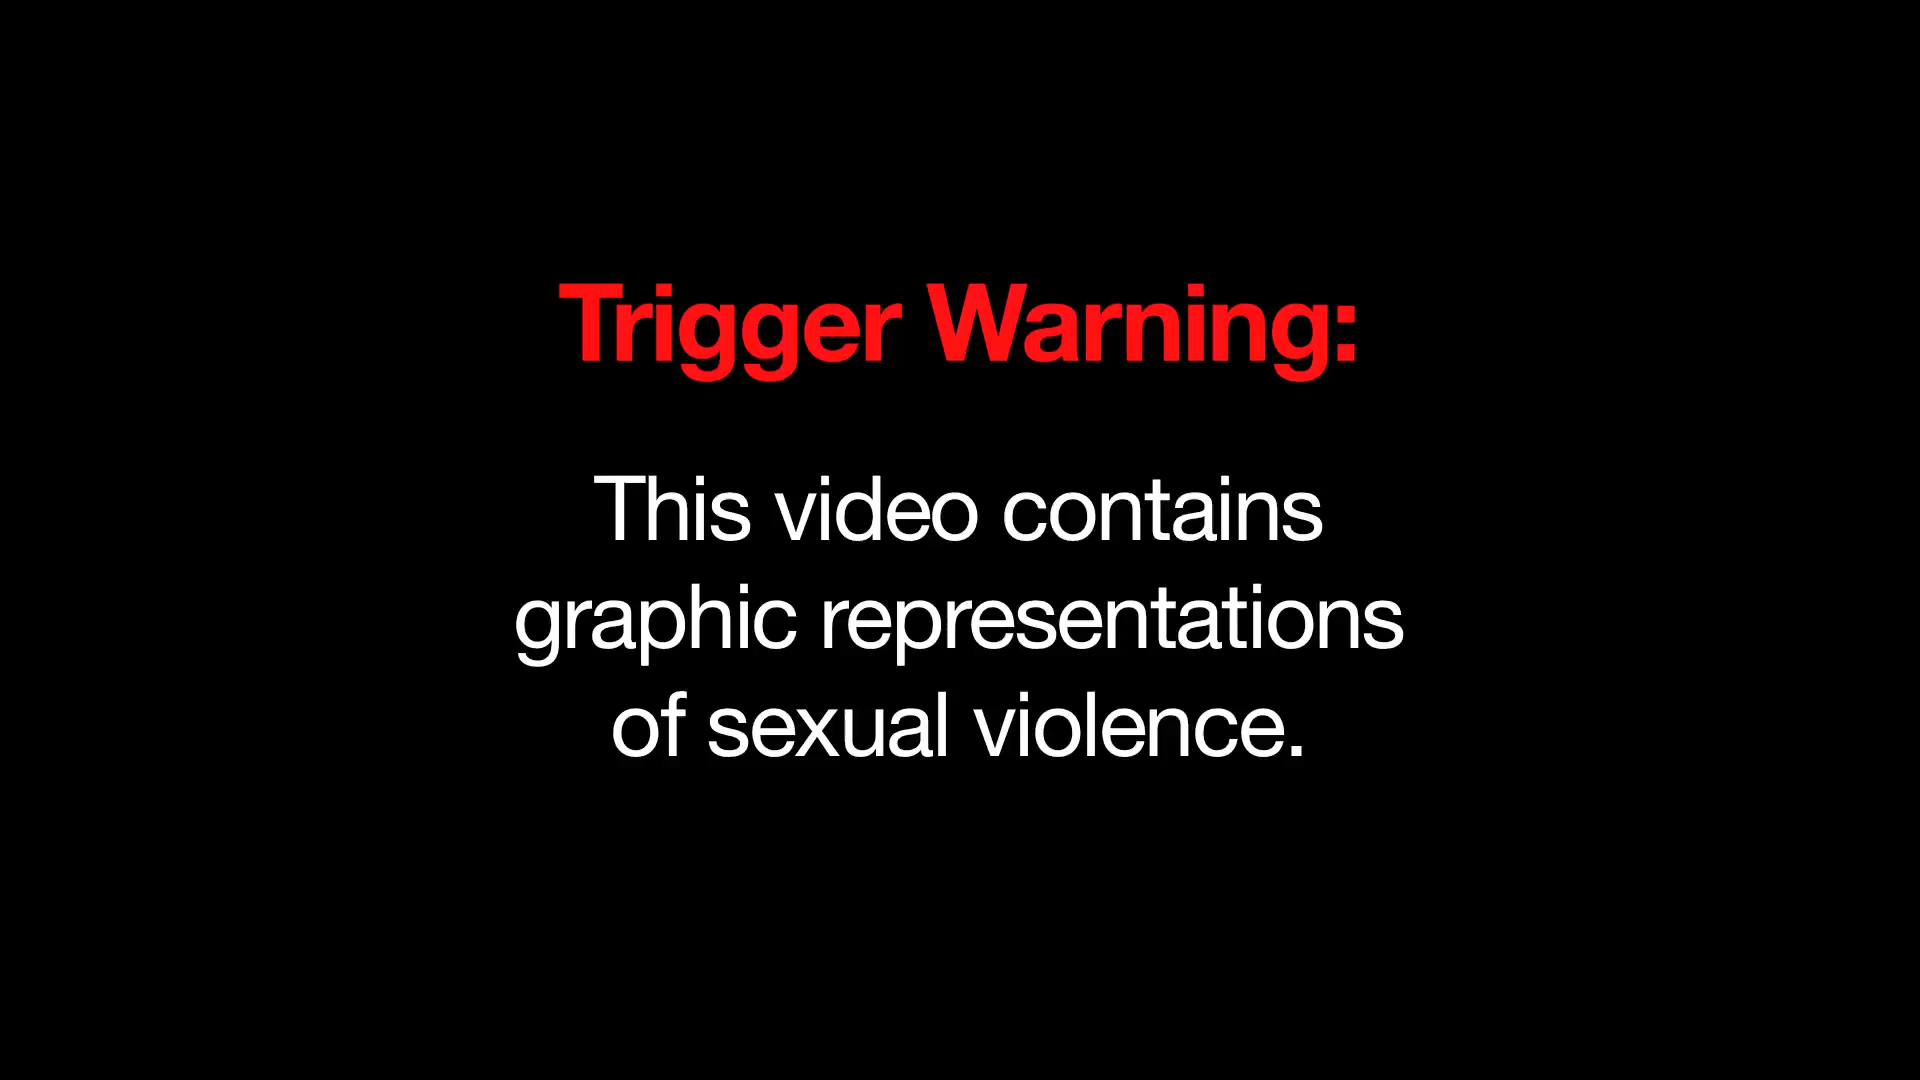 Trigger Warning:
This video contains
graphic representations
of sexual violence.